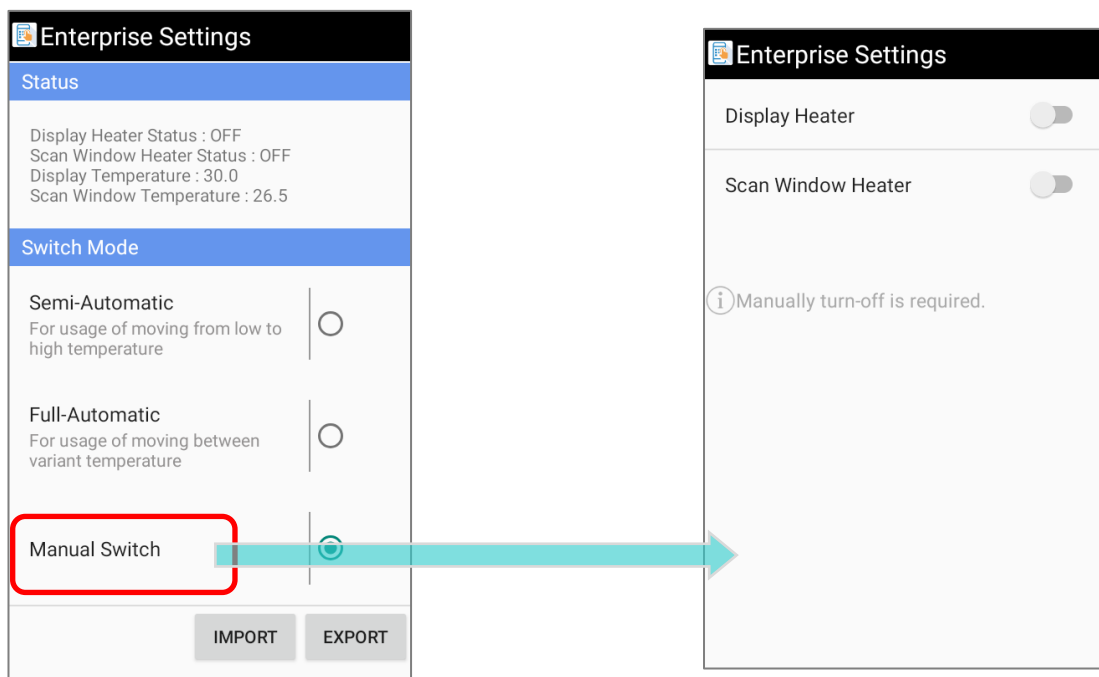 Enterprise Settings
Status
Display Heater Status : OFF
Scan Window Heater Status : OFF
Display Temperature : 30.0
Scan Window Temperature : 26.5
Switch Mode
Semi-Automatic
For usage of moving from low to
high temperature
Full-Automatic
For usage of moving between
variant temperature
Manual Switch
IMPORT EXPORT
Enterprise Settings
Display Heater
Scan Window Heater
Manually turn-off is required.